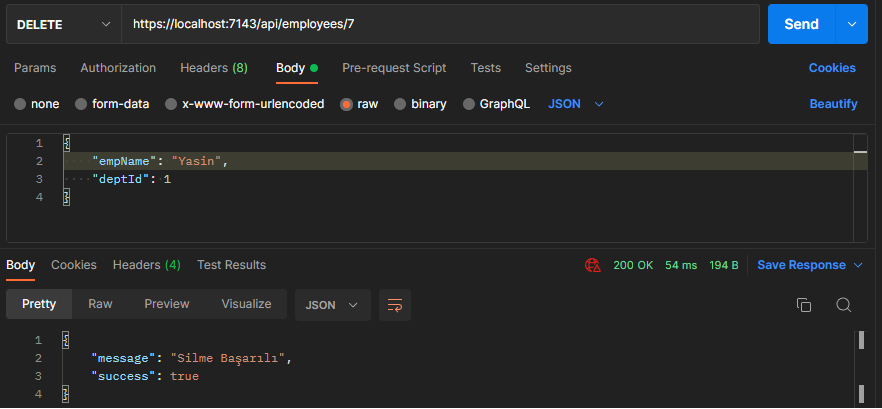 DELETE https://localhost:7143/api/employees/7 Send
Params Authorization Headers (8) Body Pre-request Script Tests Settings Cookies
none form-data x-www-form-urlencoded raw binary GraphQL JSON Beautify
1 {
2 "empName": "Yasin",
3 "deptId": 1
4 }
Body Cookies Headers (4) Test Results 200 OK 54 ms 194 B Save Response
Pretty Raw Preview Visualize JSON
1 {
2 "message": "Silme Başarılı",
3 "success": true
4 }